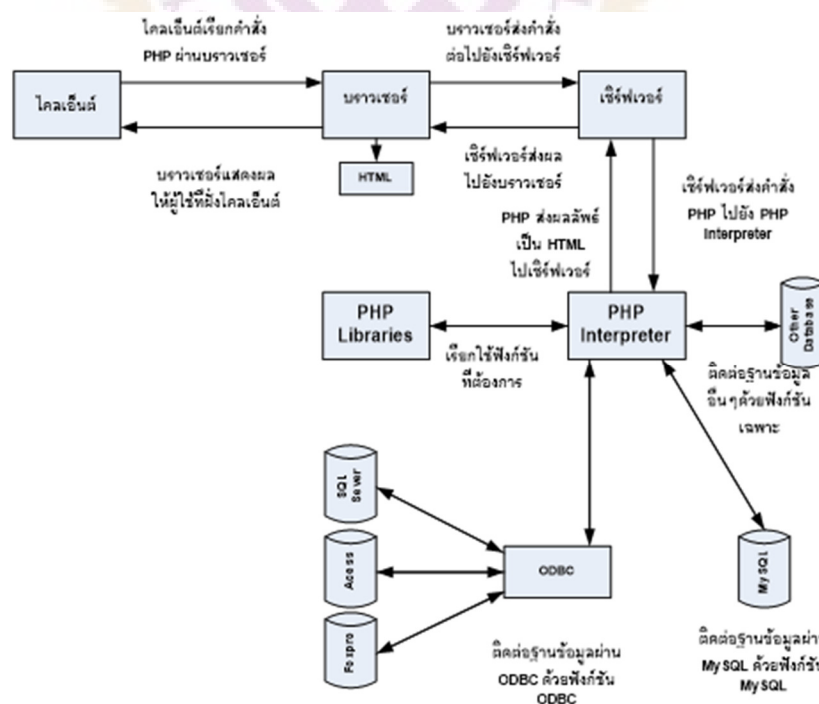 ไคลเอ็นต์เรียกคำสั่ง
PHP ผ่านบราวเซอร์
บราวเซอร์ส่งคำสั่ง
ต่อไปยังเซิร์ฟเวอร์
ไคลเอ็นต์
บราวเซอร์
เซิร์ฟเวอร์
บราวเซอร์แสดงผล
ให้ผู้ใช้ที่ฝั่งไคลเอ็นต์
HTML
เซิร์ฟเวอร์ส่งผล
ไปยังบราวเซอร์
เซิร์ฟเวอร์ส่งคำสั่ง
PHP ไปยัง PHP
Interpreter
PHP ส่งผลลัพธ์
เป็น HTML
ไปเซิร์ฟเวอร์
PHP
Libraries
PHP
Interpreter
Other
Database
เรียกใช้ฟังก์ชัน
ที่ต้องการ
ติดต่อฐานข้อมูล
อื่นๆด้วยฟังก์ชัน
เฉพาะ
SQL
Sever
Acess
Foxpro
ODBC
MySQL
ติดต่อฐานข้อมูลผ่าน
ODBC ด้วยฟังก์ชัน
ODBC
ติดต่อฐานข้อมูลผ่าน
MySQL ด้วยฟังก์ชัน
MySQL